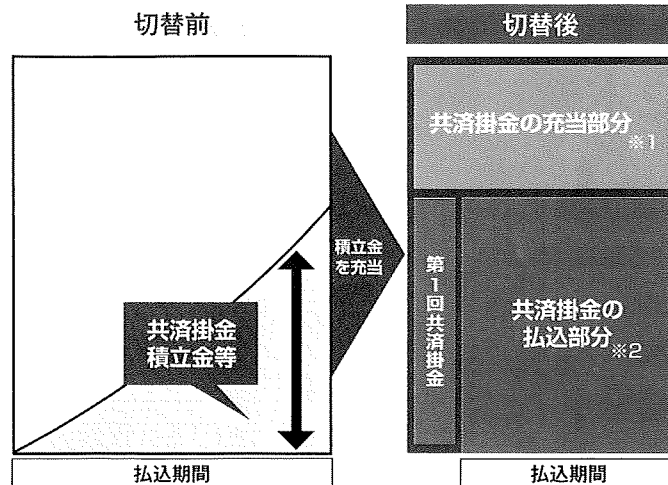 切替前
切替後
共済掛金の充当部分
※1
積立金
を充当
第1回共済掛金
共済掛金の
払込部分
※2
共済掛金
積立金等
払込期間
払込期間